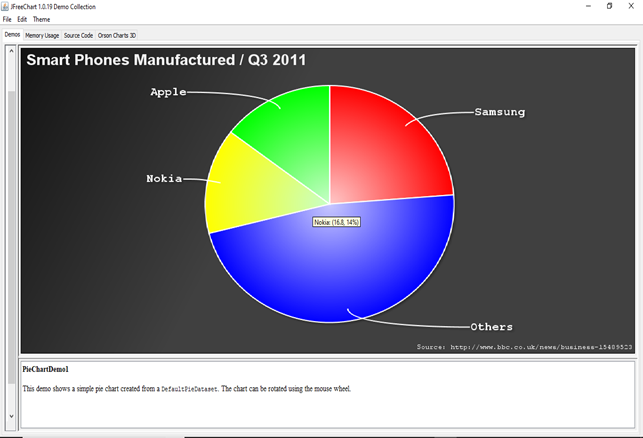 JFreeChart 1.0.19 Demo Collection
File Edit Theme
Demos Memory Usage Source Code Orson Charts 3D
Smart Phones Manufactured / Q3 2011
Apple
Samsung
Nokia
Nokia: (16.8, 14%)
Others
Source: http://www.bbc.co.uk/news/business-15489523
PieChartDemo1
This demo shows a simple pie chart created from a DefaultPieDataset. The chart can be rotated using the mouse wheel.